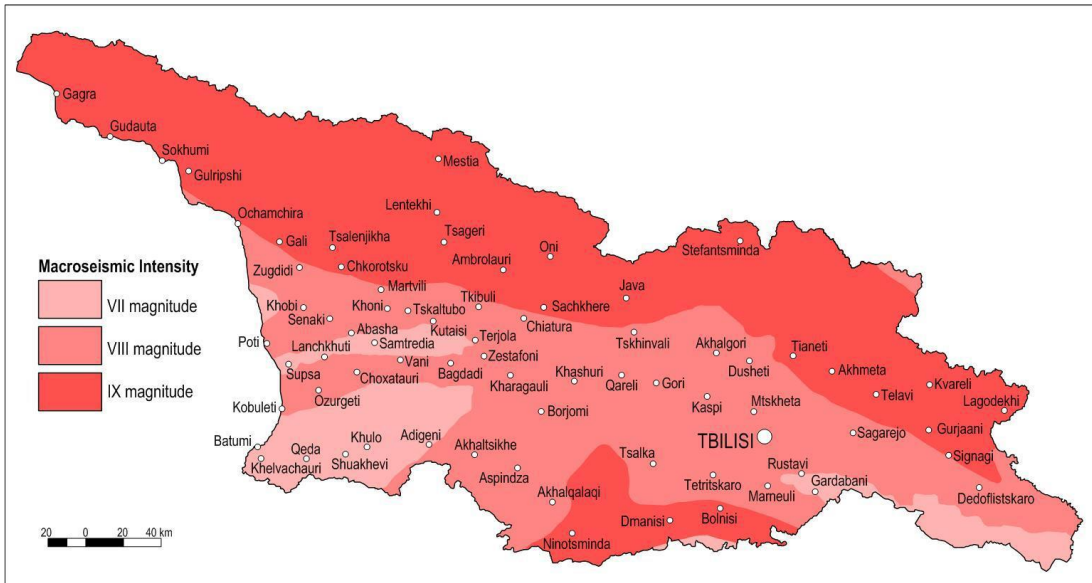 Gagra
Gudauta
Sokhumi
Gulripshi
Mestia
Lentekhi
Ochamchira
Tsageri
Gali
Tsalenjikha
Oni
Stefantsminda
Ambrolauri
Macroseismic Intensity
VII magnitude
VIII magnitude
IX magnitude
Zugdidi
Chkorotsku
Martvili
Java
Khobi
Khoni
Tskaltubo
Tkibuli
Sachkhere
Senaki
Chiatura
Abasha
Kutaisi
Poti
Lanchkhuti
Samtredia
Terjola
Tskhinvali
Akhalgori
Tianeti
Supsa
Vani
Zestafoni
Dusheti
Choxatauri
Bagdadi
Kharagauli
Khashuri
Qareli
Gori
Akhmeta
Kvareli
Ozurgeti
Kaspi
Telavi
Lagodekhi
Kobuleti
Borjomi
Mtskheta
Batumi
Qeda
Khulo
Adigeni
Akhaltsikhe
TBILISI
Sagarejo
Gurjaani
Khelvachauri
Shuakhevi
Tsalka
Signagi
Aspindza
Tetritskaro
Rustavi
Mameuli
Gardabani
Dedoflistskaro
Akhalqalaqi
Dmanisi
Bolnisi
Ninotsminda
20 0 20 40 km